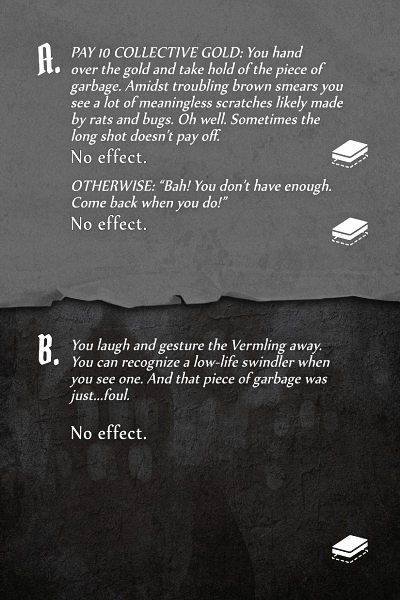 A.
PAY 10 COLLECTIVE GOLD: You hand
over the gold and take hold of the piece of
garbage. Amidst troubling brown smears you
see a lot of meaningless scratches likely made
by rats and bugs. Oh well. Sometimes the
long shot doesn't pay off.
No effect.
OTHERWISE: “Bah! You don't have enough.
Come back when you do!”
No effect.
B.
You laugh and gesture the Vermling away.
You can recognize a low-life swindler when
you see one. And that piece of garbage was
just...foul.
No effect.